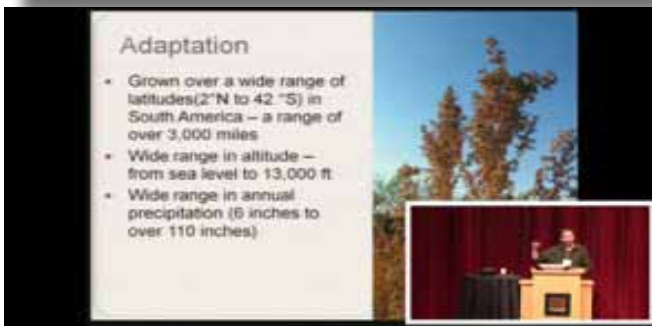 Adaptation
• Grown over a wide range of
latitudes(2°N to 42 °S) in
South America – a range of
over 3,000 miles
• Wide range in altitude –
from sea level to 13,000 ft
• Wide range in annual
precipitation (6 inches to
over 110 inches)